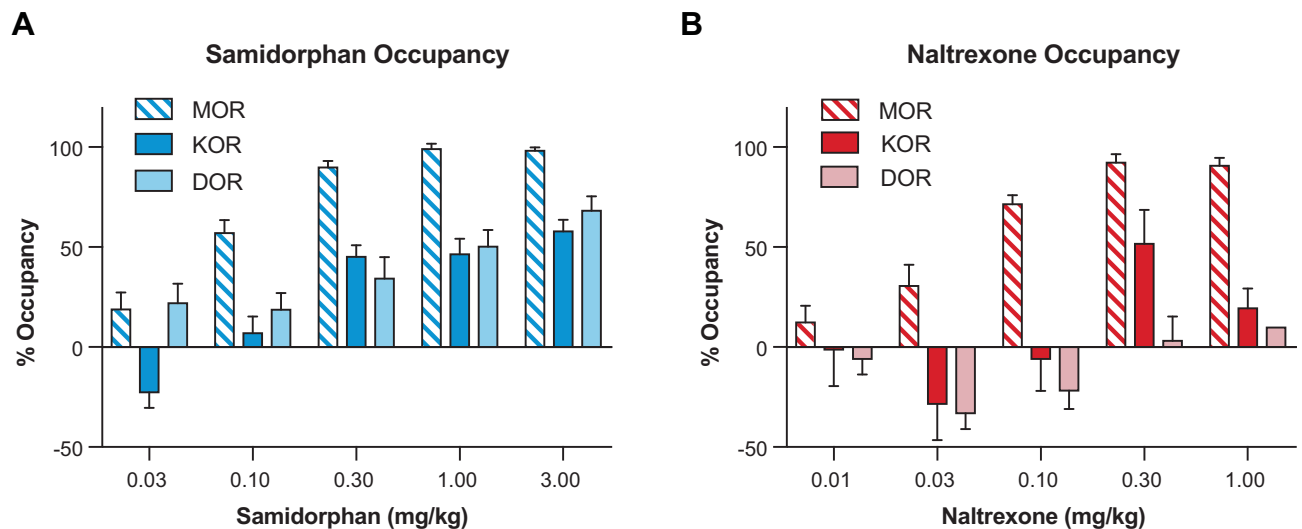 A
Samidorphan Occupancy
MOR
KOR
DOR
% Occupancy
100
50
0
-50
0.03 0.10 0.30 1.00 3.00
Samidorphan (mg/kg)
B
Naltrexone Occupancy
MOR
KOR
DOR
% Occupancy
100
50
0
-50
0.01 0.03 0.10 0.30 1.00
Naltrexone (mg/kg)